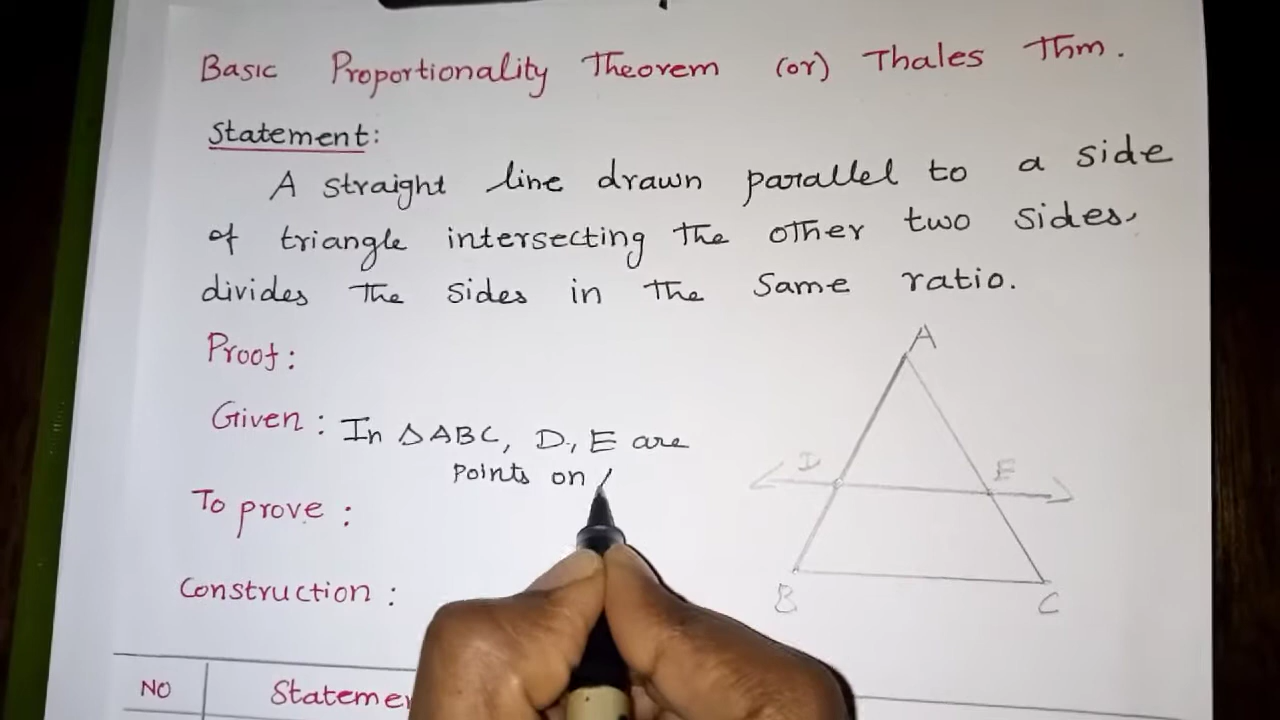 Basic Proportionality Theorem (or) Thales Thm.
Statement:
A straight line drawn parallel to a side
of triangle intersecting the other two sides,
divides the sides in the same ratio.
Proof:
Given: In ΔABC, D, E are
points on
To prove:
Construction:
A
D
E
B
C
NO